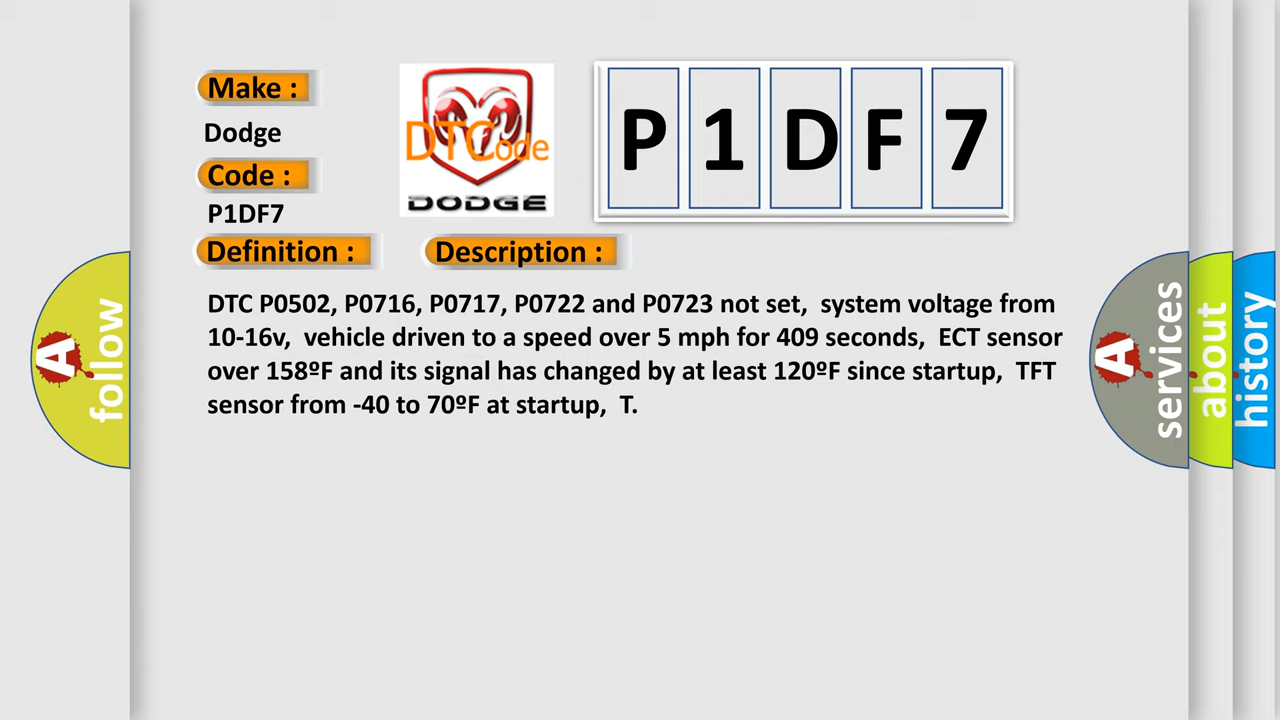 Make :
Dodge
Code :
P1DF7
Definition :
Description :
DTCode
DODGE
P 1 D F 7
DTC P0502, P0716, P0717, P0722 and P0723 not set,  system voltage from
10-16v,  vehicle driven to a speed over 5 mph for 409 seconds,  ECT sensor
over 158ºF and its signal has changed by at least 120ºF since startup,  TFT
sensor from -40 to 70ºF at startup,  T.
A follow
A services
about
history